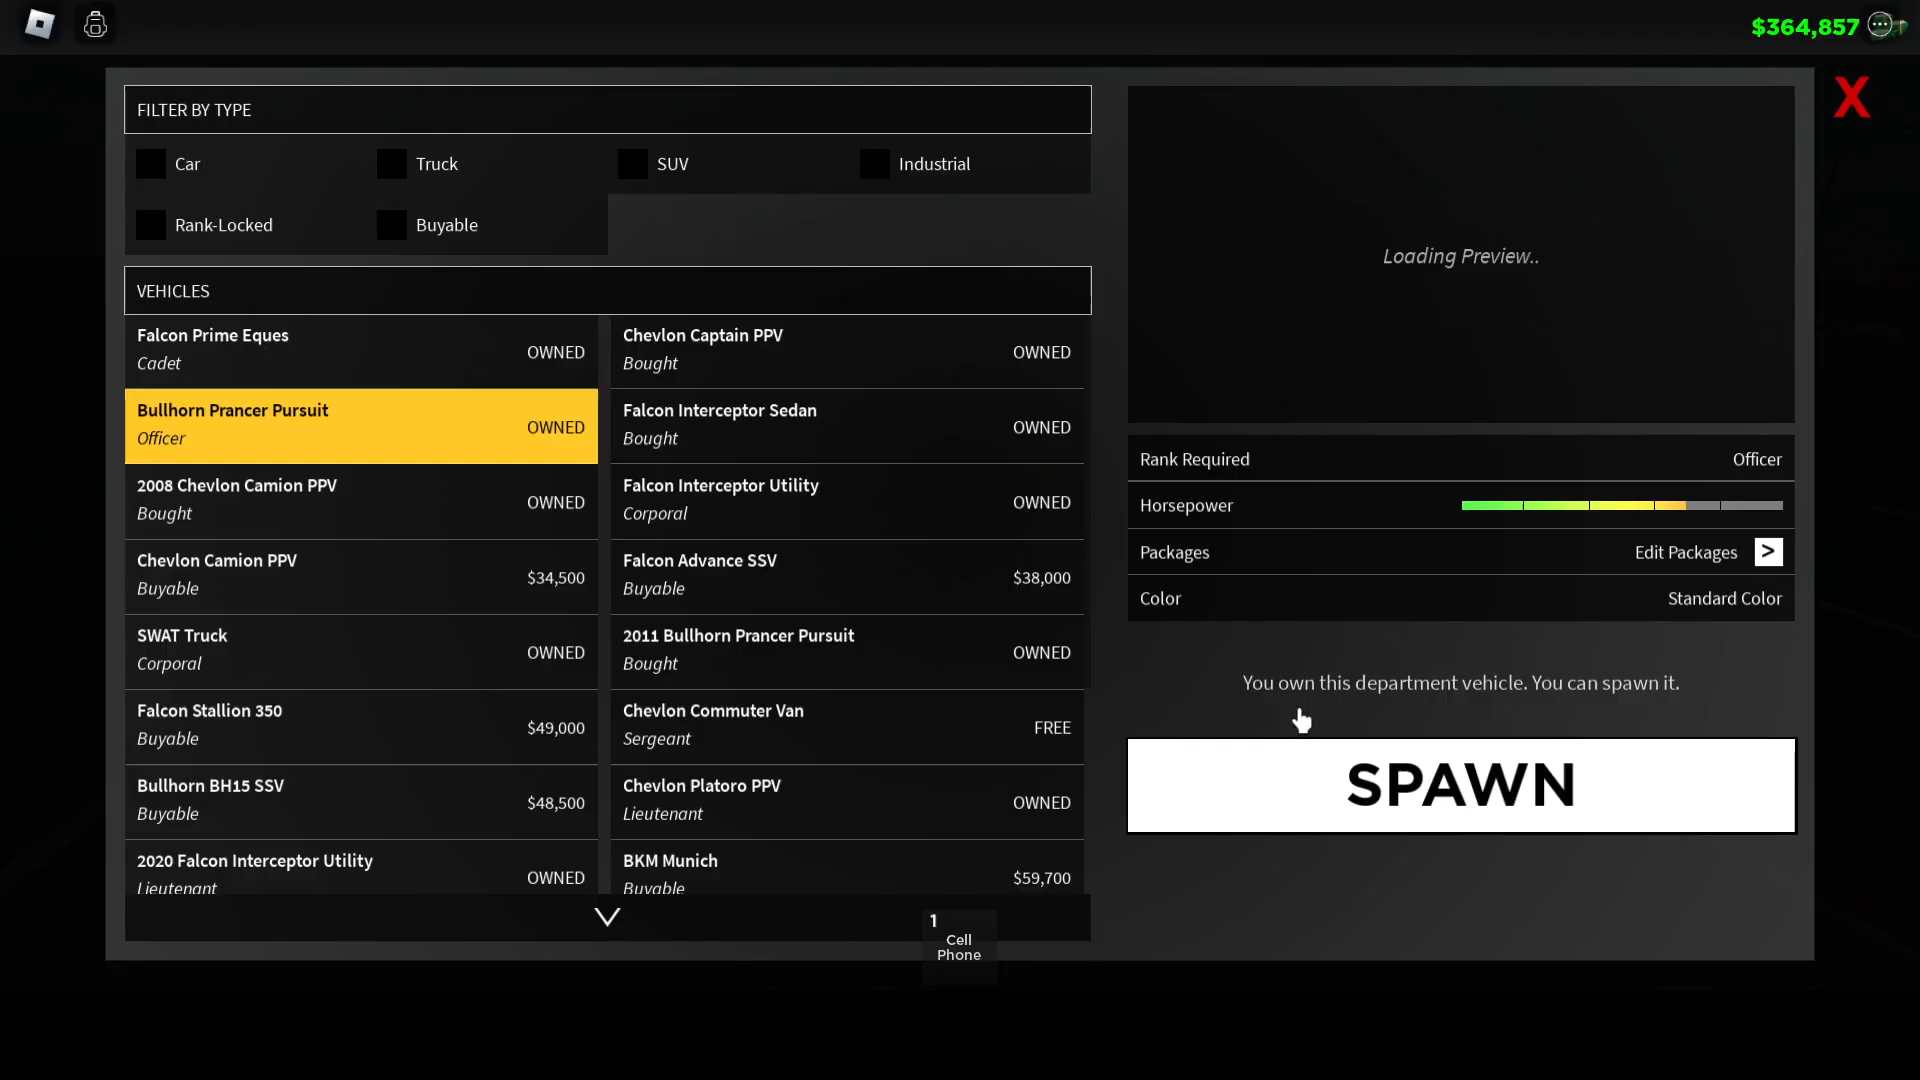 $364,857
X
FILTER BY TYPE
Car
Truck
SUV
Industrial
Rank-Locked
Buyable
VEHICLES
Falcon Prime Eques
Cadet
OWNED
Chevlon Captain PPV
Bought
OWNED
Bullhorn Prancer Pursuit
Officer
OWNED
Falcon Interceptor Sedan
Bought
OWNED
2008 Chevlon Camion PPV
Bought
OWNED
Falcon Interceptor Utility
Corporal
OWNED
Chevlon Camion PPV
Buyable
$34,500
Falcon Advance SSV
Buyable
$38,000
SWAT Truck
Corporal
OWNED
2011 Bullhorn Prancer Pursuit
Bought
OWNED
Falcon Stallion 350
Buyable
$49,000
Chevlon Commuter Van
Sergeant
FREE
Bullhorn BH15 SSV
Buyable
$48,500
Chevlon Platoro PPV
Lieutenant
OWNED
2020 Falcon Interceptor Utility
Lieutenant
OWNED
BKM Munich
Buyable
$59,700
1
Cell
Phone
Loading Preview..
Rank Required
Officer
Horsepower
Packages
Edit Packages
>
Color
Standard Color
You own this department vehicle. You can spawn it.
SPAWN